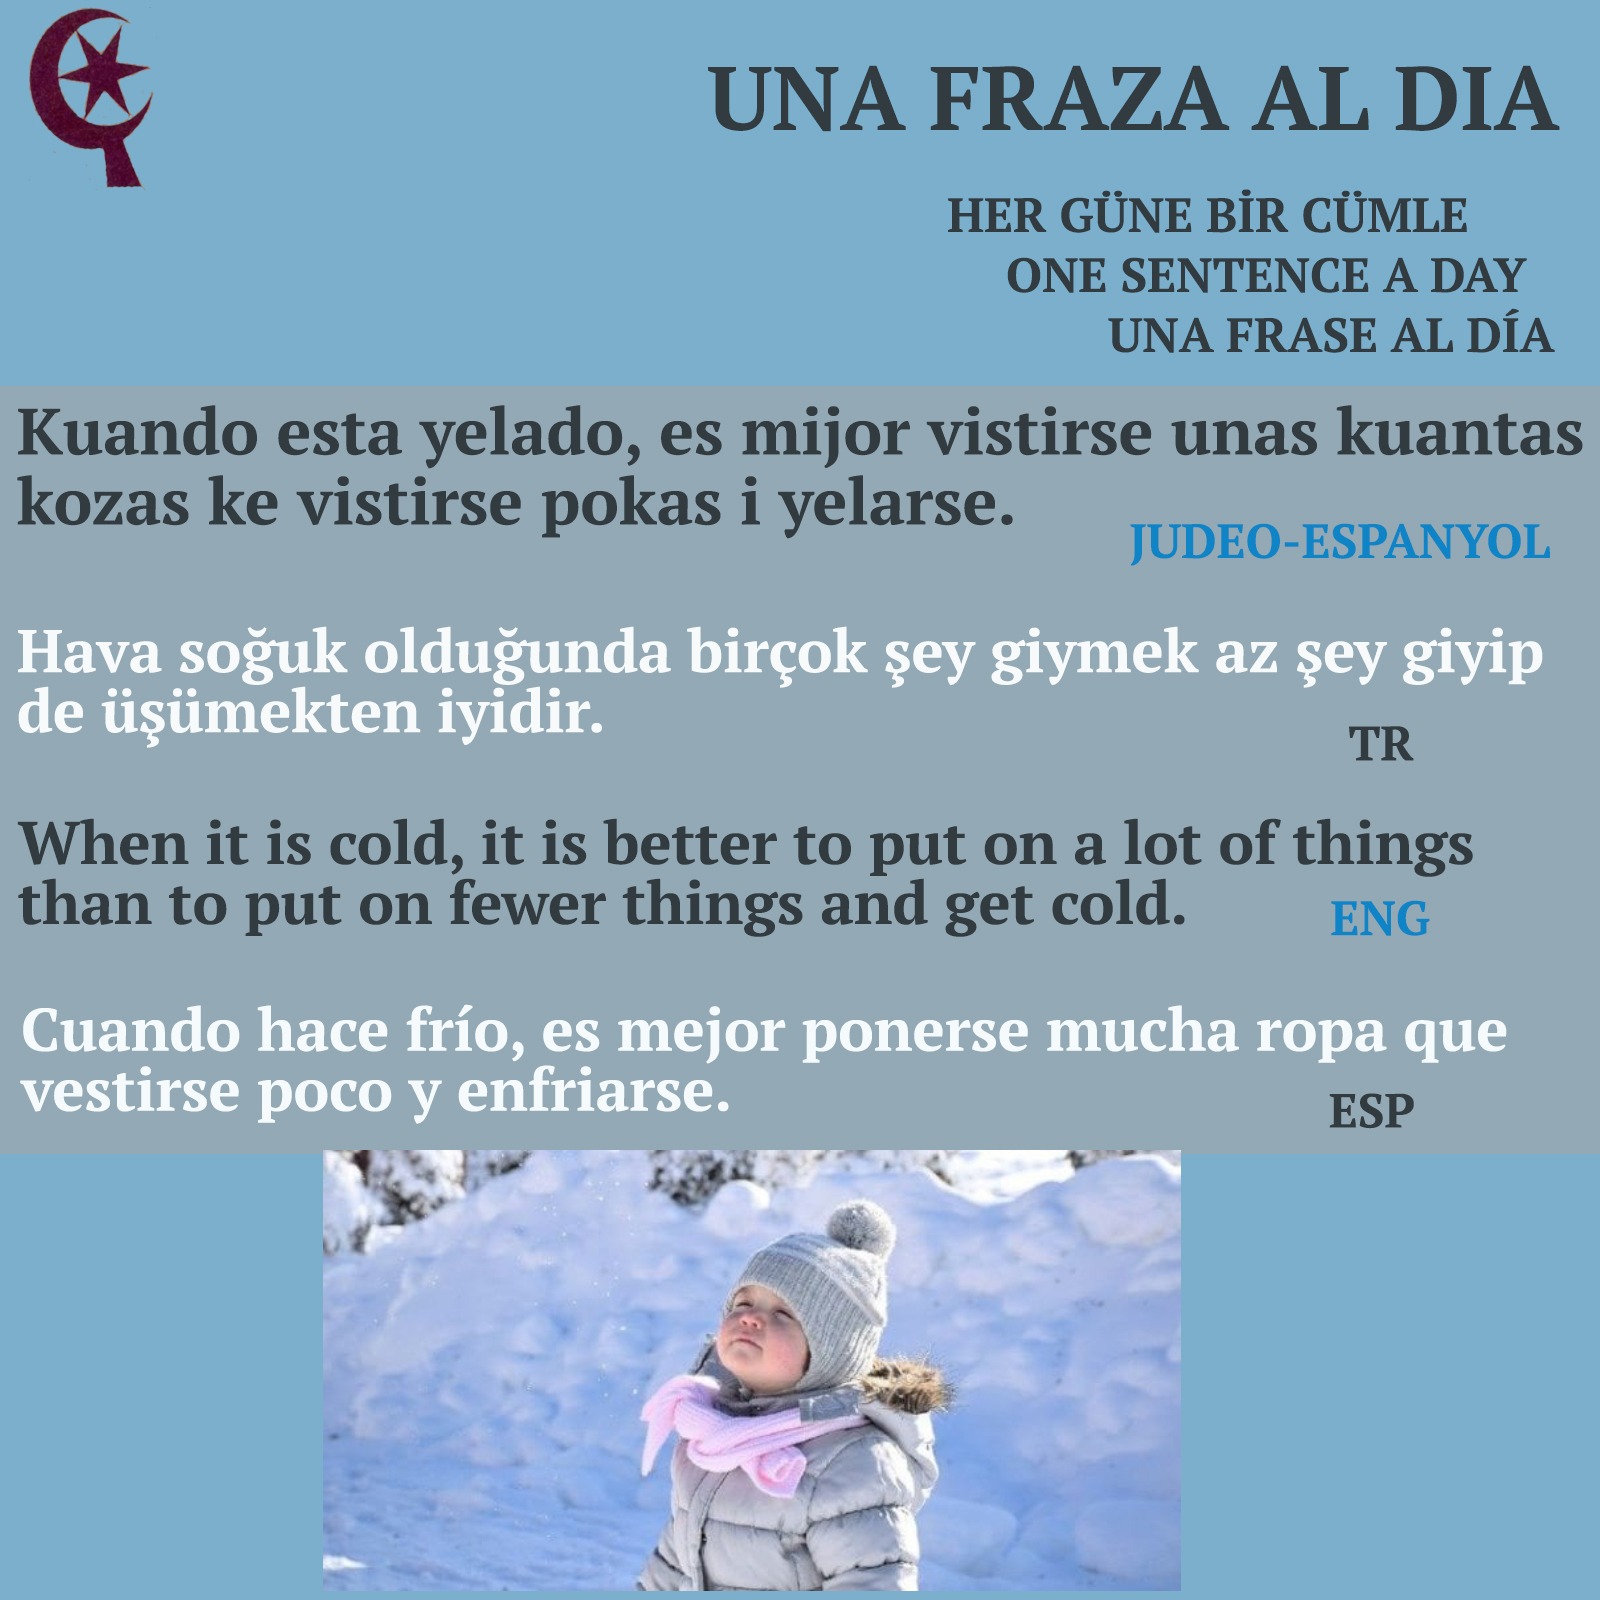 UNA FRAZA AL DIA
HER GÜNE BİR CÜMLE
ONE SENTENCE A DAY
UNA FRASE AL DÍA
Kuando esta yelado, es mijor vistirse unas kuantas
kozas ke vistirse pokas i yelarse.
JUDEO-ESPANYOL
Hava soğuk olduğunda birçok şey giymek az şey giyip
de üşümekten iyidir.
TR
When it is cold, it is better to put on a lot of things
than to put on fewer things and get cold.
ENG
Cuando hace frío, es mejor ponerse mucha ropa que
vestirse poco y enfriarse.
ESP